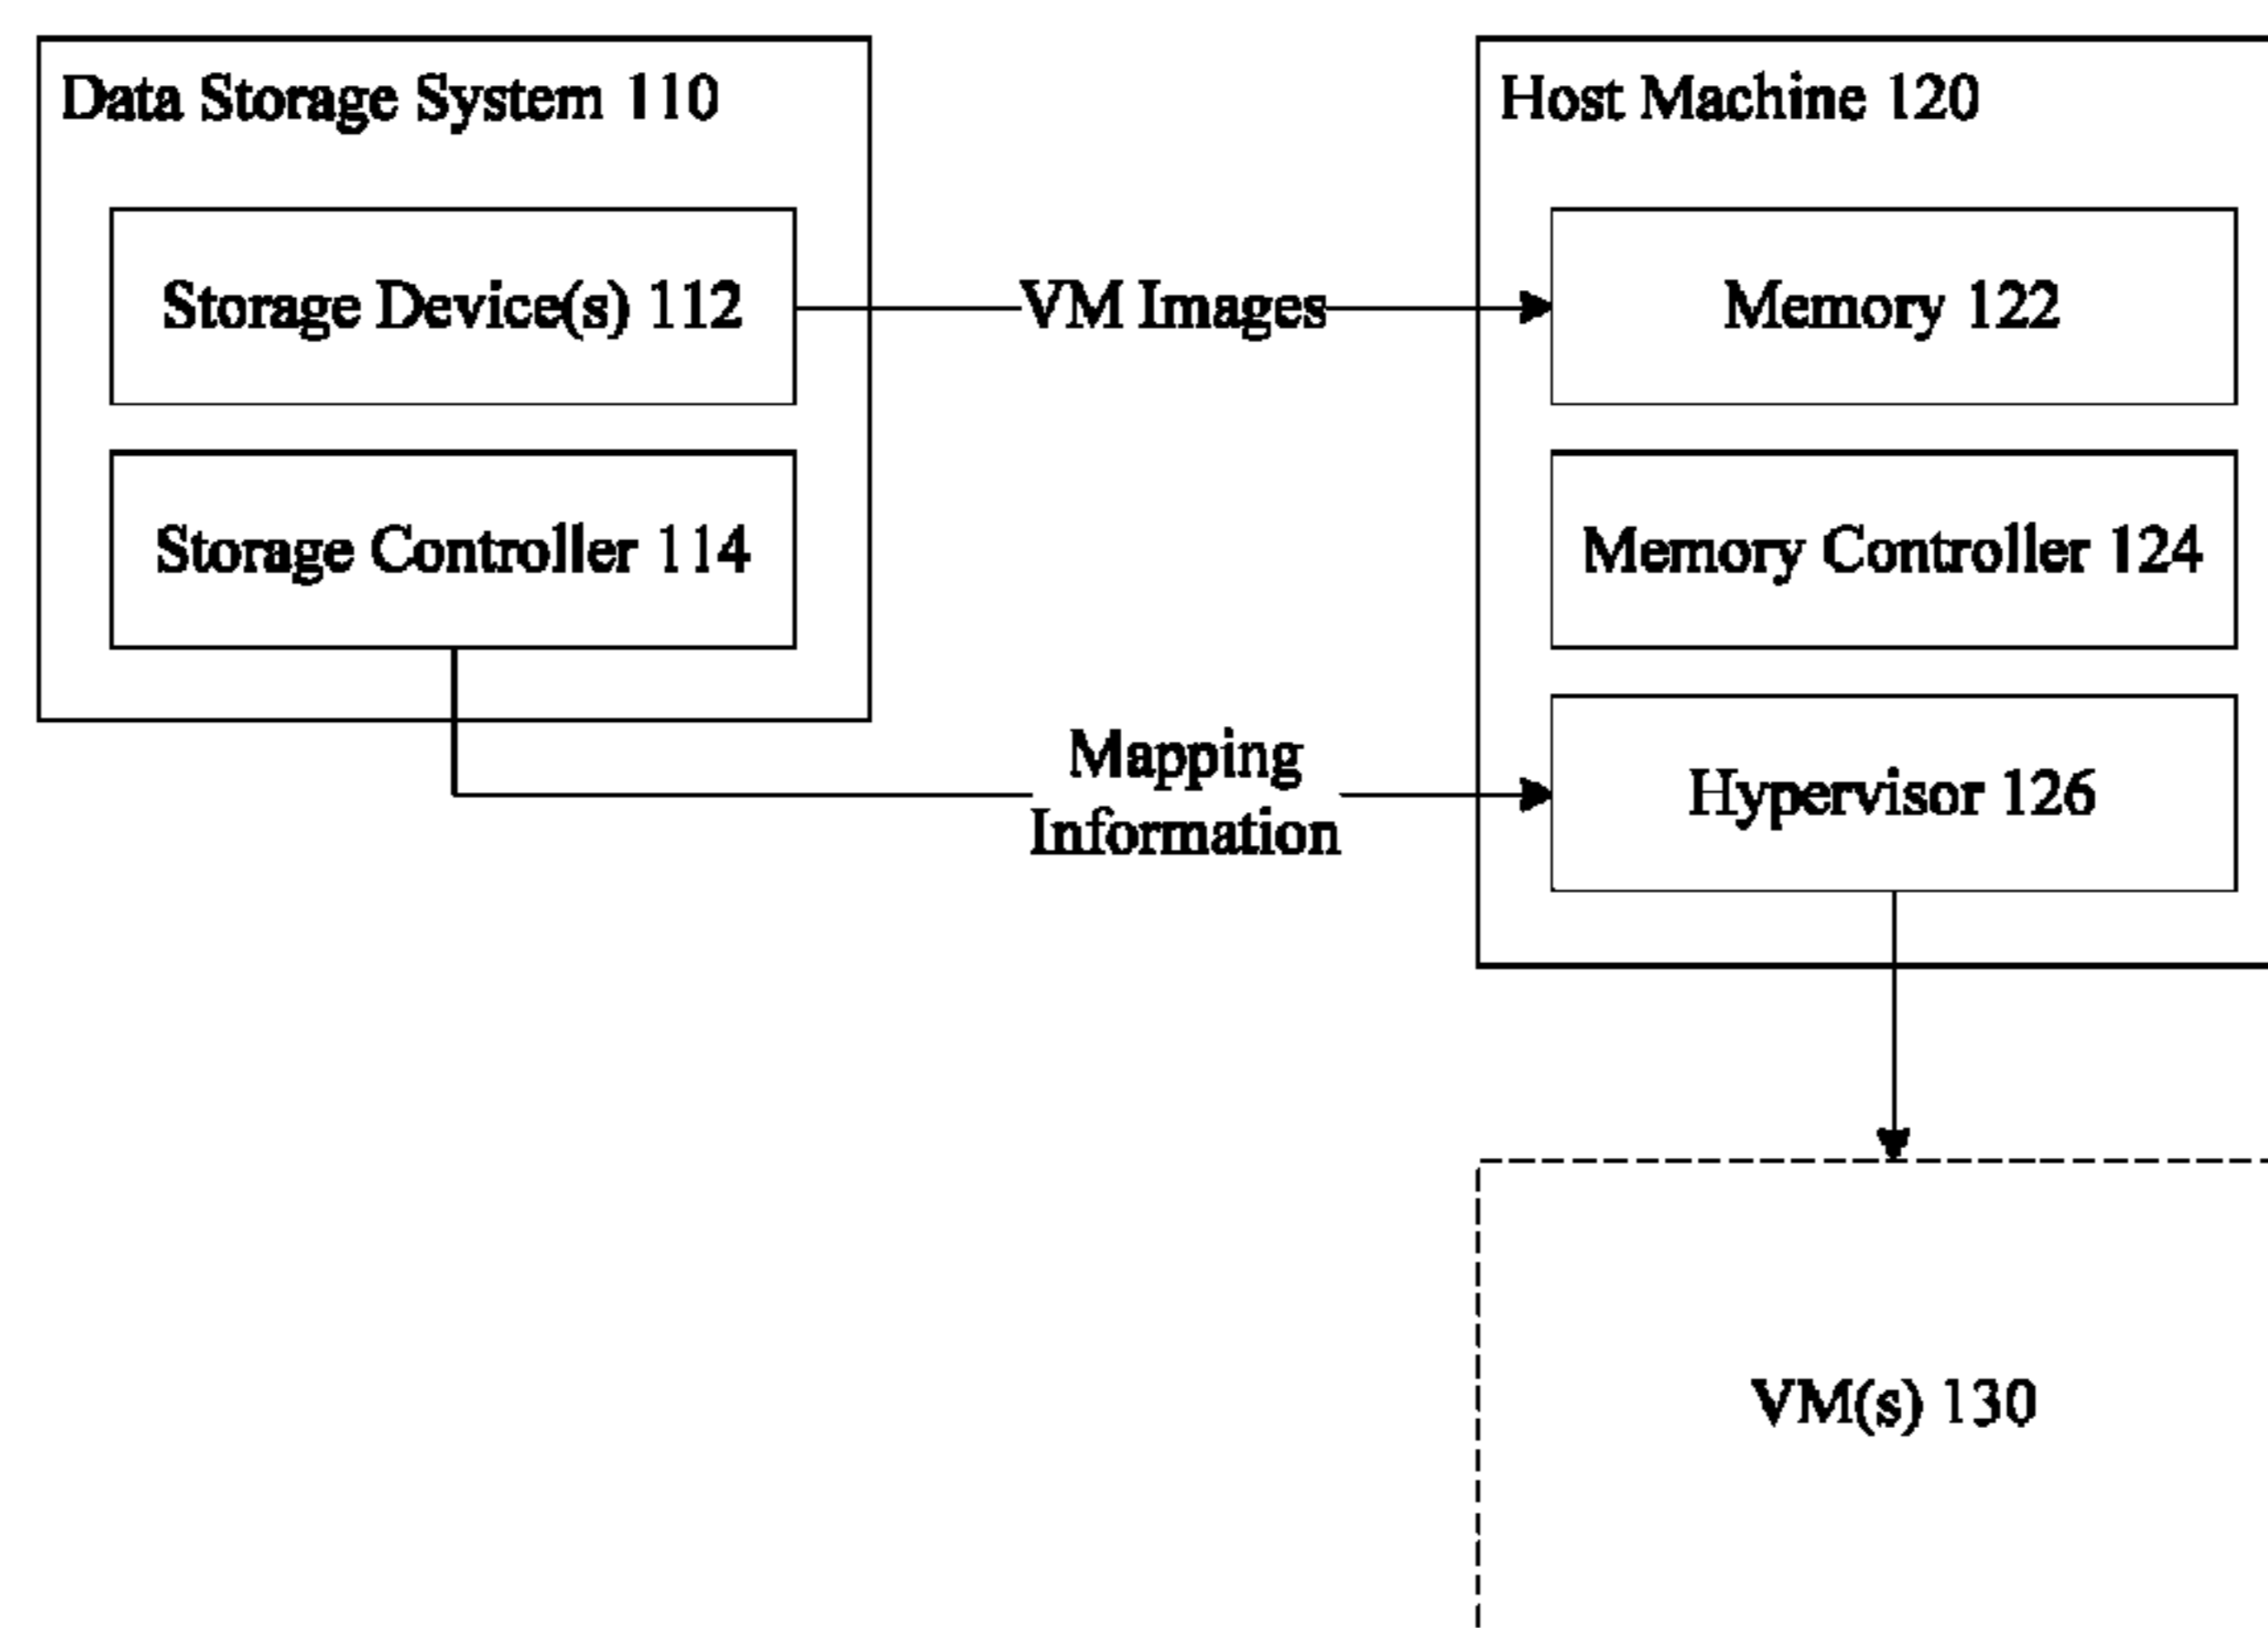 Data Storage System 110
Storage Device(s) 112
Storage Controller 114
VM Images
Mapping
Information
Host Machine 120
Memory 122
Memory Controller 124
Hypervisor 126
VM(s) 130